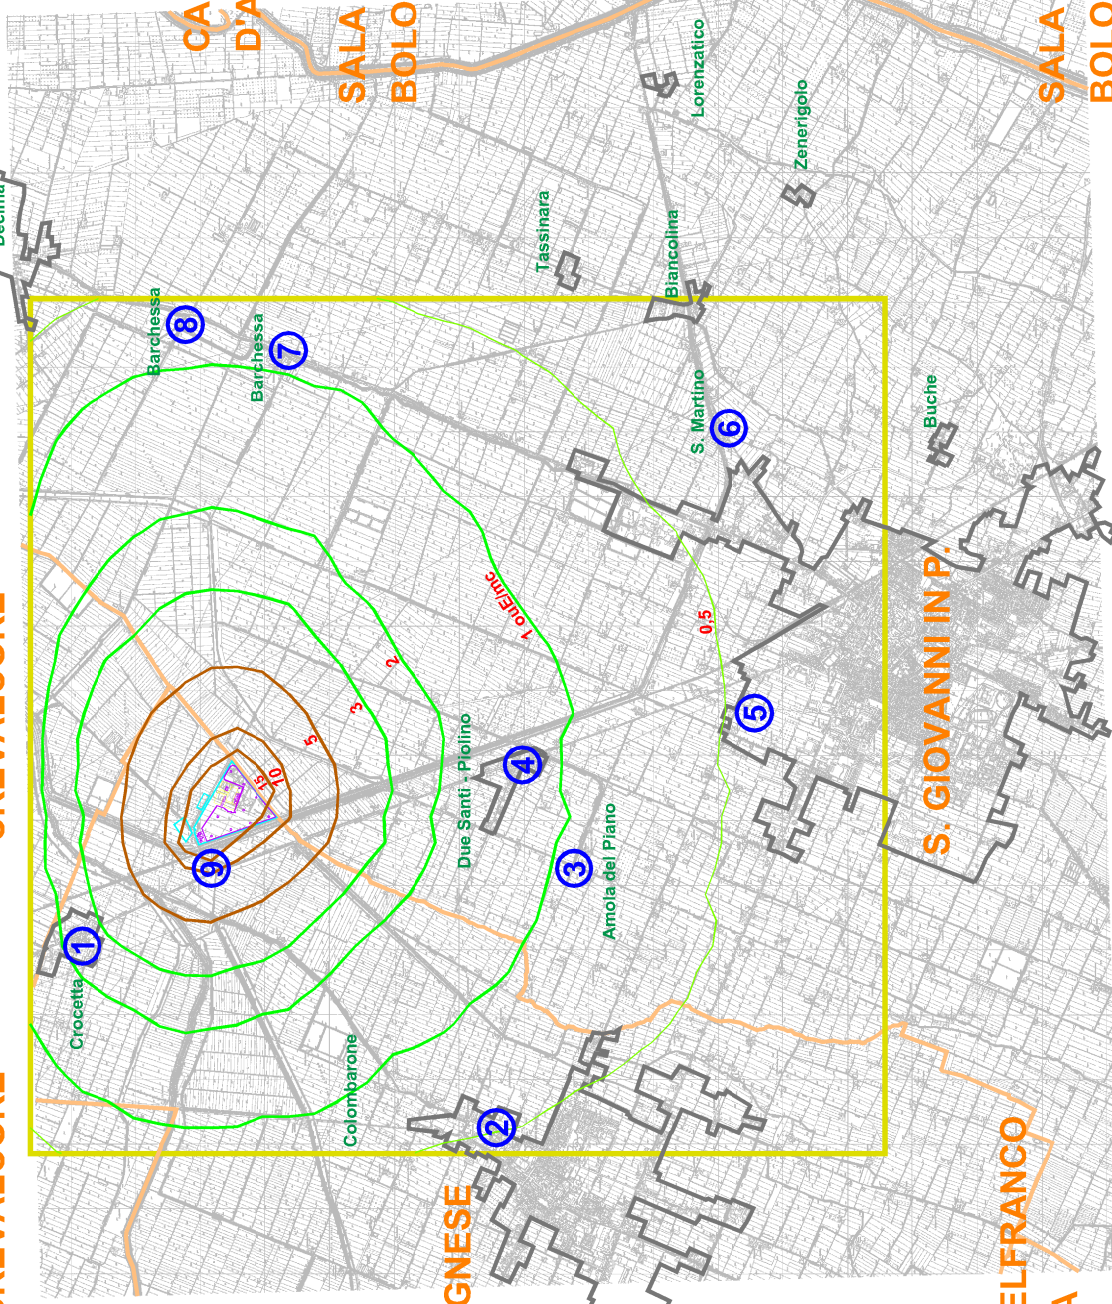 CA
D'A
SALA
BOLO
SALA
BOLO
Lorenzatico
Zenerigolo
Tassinara
Biancolina
Barchessa
8
Barchessa
7
S. Martino
6
Buche
1 ouE/mc
2
3
5
10
15
0,5
9
Due Santi - Piolino
4
3
Amola del Piano
5
S. GIOVANNI IN P.
1
Crocetta
Colombarone
2
GNESE
ELFRANCO
A